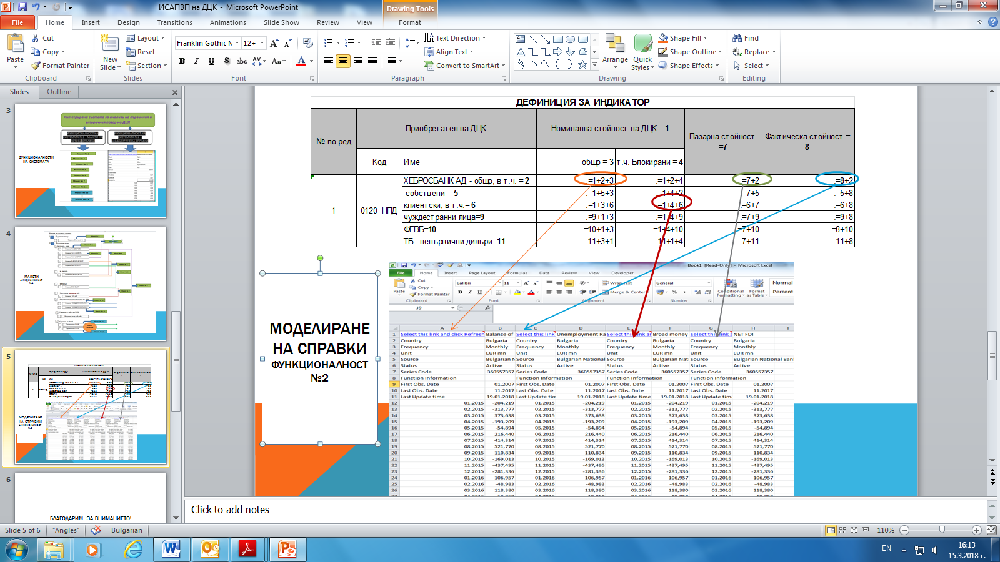 ИСАПВП на ДЦК - Microsoft PowerPoint
Drawing Tools
File Home Insert Design Transitions Animations Slide Show Review View Format
Paste Cut Copy Format Painter
Clipboard
New Slide Layout Reset Section
Slides
Franklin Gothic M 12+
Font
Text Direction
Align Text
Convert to SmartArt
Paragraph
Arrange Quick Styles
Shape Fill
Shape Outline
Shape Effects
Drawing
Find
Replace
Select
Editing
Slides Outline
3
ФУНКЦИОНАЛНОСТИ
НА СИСТЕМАТА
4
МАКЕТИ
5
МОДЕЛИРАНЕ
НА СПРАВКИ
6
БЛАГОДАРИМ ЗА ВНИМАНИЕТО!
ДЕФИНИЦИЯ ЗА ИНДИКАТОР
№ по ред Приобретател на ДЦК Номинална стойност на ДЦК = 1 Пазарна стойност =7 Фактическа стойност = 8
Код Име общо = 3 т.ч. Блокирани = 4
1 0120 НПД
ХЕБРОСБАНК АД - общо, в т.ч. = 2 .=1+2+3 .=1+2+4 .=7+2 .=8+2
собствени = 5 .=1+5+3 .=1+4+2 .=7+5 .=5+8
клиентски, в т.ч.= 6 .=1+3+6 .=1+4+6 .=6+7 .=6+8
чуждестранни лица=9 .=9+1+3 .=1+4+9 .=7+9 .=9+8
ФГВБ=10 .=10+1+3 .=1+4+10 .=7+10 .=8+10
ТБ - непървични дилъри=11 .=11+3+1 .=11+1+4 .=7+11 .=11+8
МОДЕЛИРАНЕ
НА СПРАВКИ
ФУНКЦИОНАЛНОСТ
№2
Book1 [Read-Only] - Microsoft Excel
File Home Insert Page Layout Formulas Data Review View Developer
Paste Cut Copy Format Painter
Clipboard
Calibri 11
Font
Wrap Text
Merge & Center
Alignment
General
Number
Conditional Formatting Format as Table
Normal
Percent
J9 fx
A B C D E F G H I
1 Select this link and click Refresh Balance of Select this link Unemployment Ra Select this link ar Broad money Select this link a NET FDI
2 Country Bulgaria Country Bulgaria Country Bulgaria Country Bulgaria
3 Frequency Monthly Frequency Monthly Frequency Monthly Frequency Monthly
4 Unit EUR mn Unit EUR mn Unit EUR mn Unit EUR mn
5 Source Bulgarian N Source Bulgarian National Source Bulgarian Nati Source Bulgarian National Ban
6 Status Active Status Active Status Active Status Active
7 Series Code 360557357 Series Code 360557357 Series Code 360557357 Series Code 360557357
8 Function Information Function Information Function Information Function Information
9 First Obs. Date 01.2007 First Obs. Date 01.2007 First Obs. Date 01.2007 First Obs. Date 01.2007
10 Last Obs. Date 11.2017 Last Obs. Date 11.2017 Last Obs. Date 11.2017 Last Obs. Date 11.2017
11 Last Update time 19.01.2018 Last Update tim 19.01.2018 Last Update time 19.01.2018 Last Update time 19.01.2018
12 01.2015 -204,219 01.2015 -204,219 01.2015 -204,219 01.2015 -204,219
13 02.2015 -313,777 02.2015 -313,777 02.2015 -313,777 02.2015 -313,777
14 03.2015 373,638 03.2015 373,638 03.2015 373,638 03.2015 373,638
15 04.2015 -193,209 04.2015 -193,209 04.2015 -193,209 04.2015 -193,209
16 05.2015 -54,894 05.2015 -54,894 05.2015 -54,894 05.2015 -54,894
17 06.2015 216,440 06.2015 216,440 06.2015 216,440 06.2015 216,440
18 07.2015 414,314 07.2015 414,314 07.2015 414,314 07.2015 414,314
19 08.2015 521,770 08.2015 521,770 08.2015 521,770 08.2015 521,770
20 09.2015 110,834 09.2015 110,834 09.2015 110,834 09.2015 110,834
21 10.2015 -169,013 10.2015 -169,013 10.2015 -169,013 10.2015 -169,013
22 11.2015 -437,495 11.2015 -437,495 11.2015 -437,495 11.2015 -437,495
23 12.2015 -281,336 12.2015 -281,336 12.2015 -281,336 12.2015 -281,336
24 01.2016 106,957 01.2016 106,957 01.2016 106,957 01.2016 106,957
25 02.2016 -48,983 02.2016 -48,983 02.2016 -48,983 02.2016 -48,983
26 03.2016 118,380 03.2016 118,380 03.2016 118,380 03.2016 118,380
Click to add notes
Slide 5 of 6 "Angles" Bulgarian 110%
EN 16:13
15.3.2018 г.